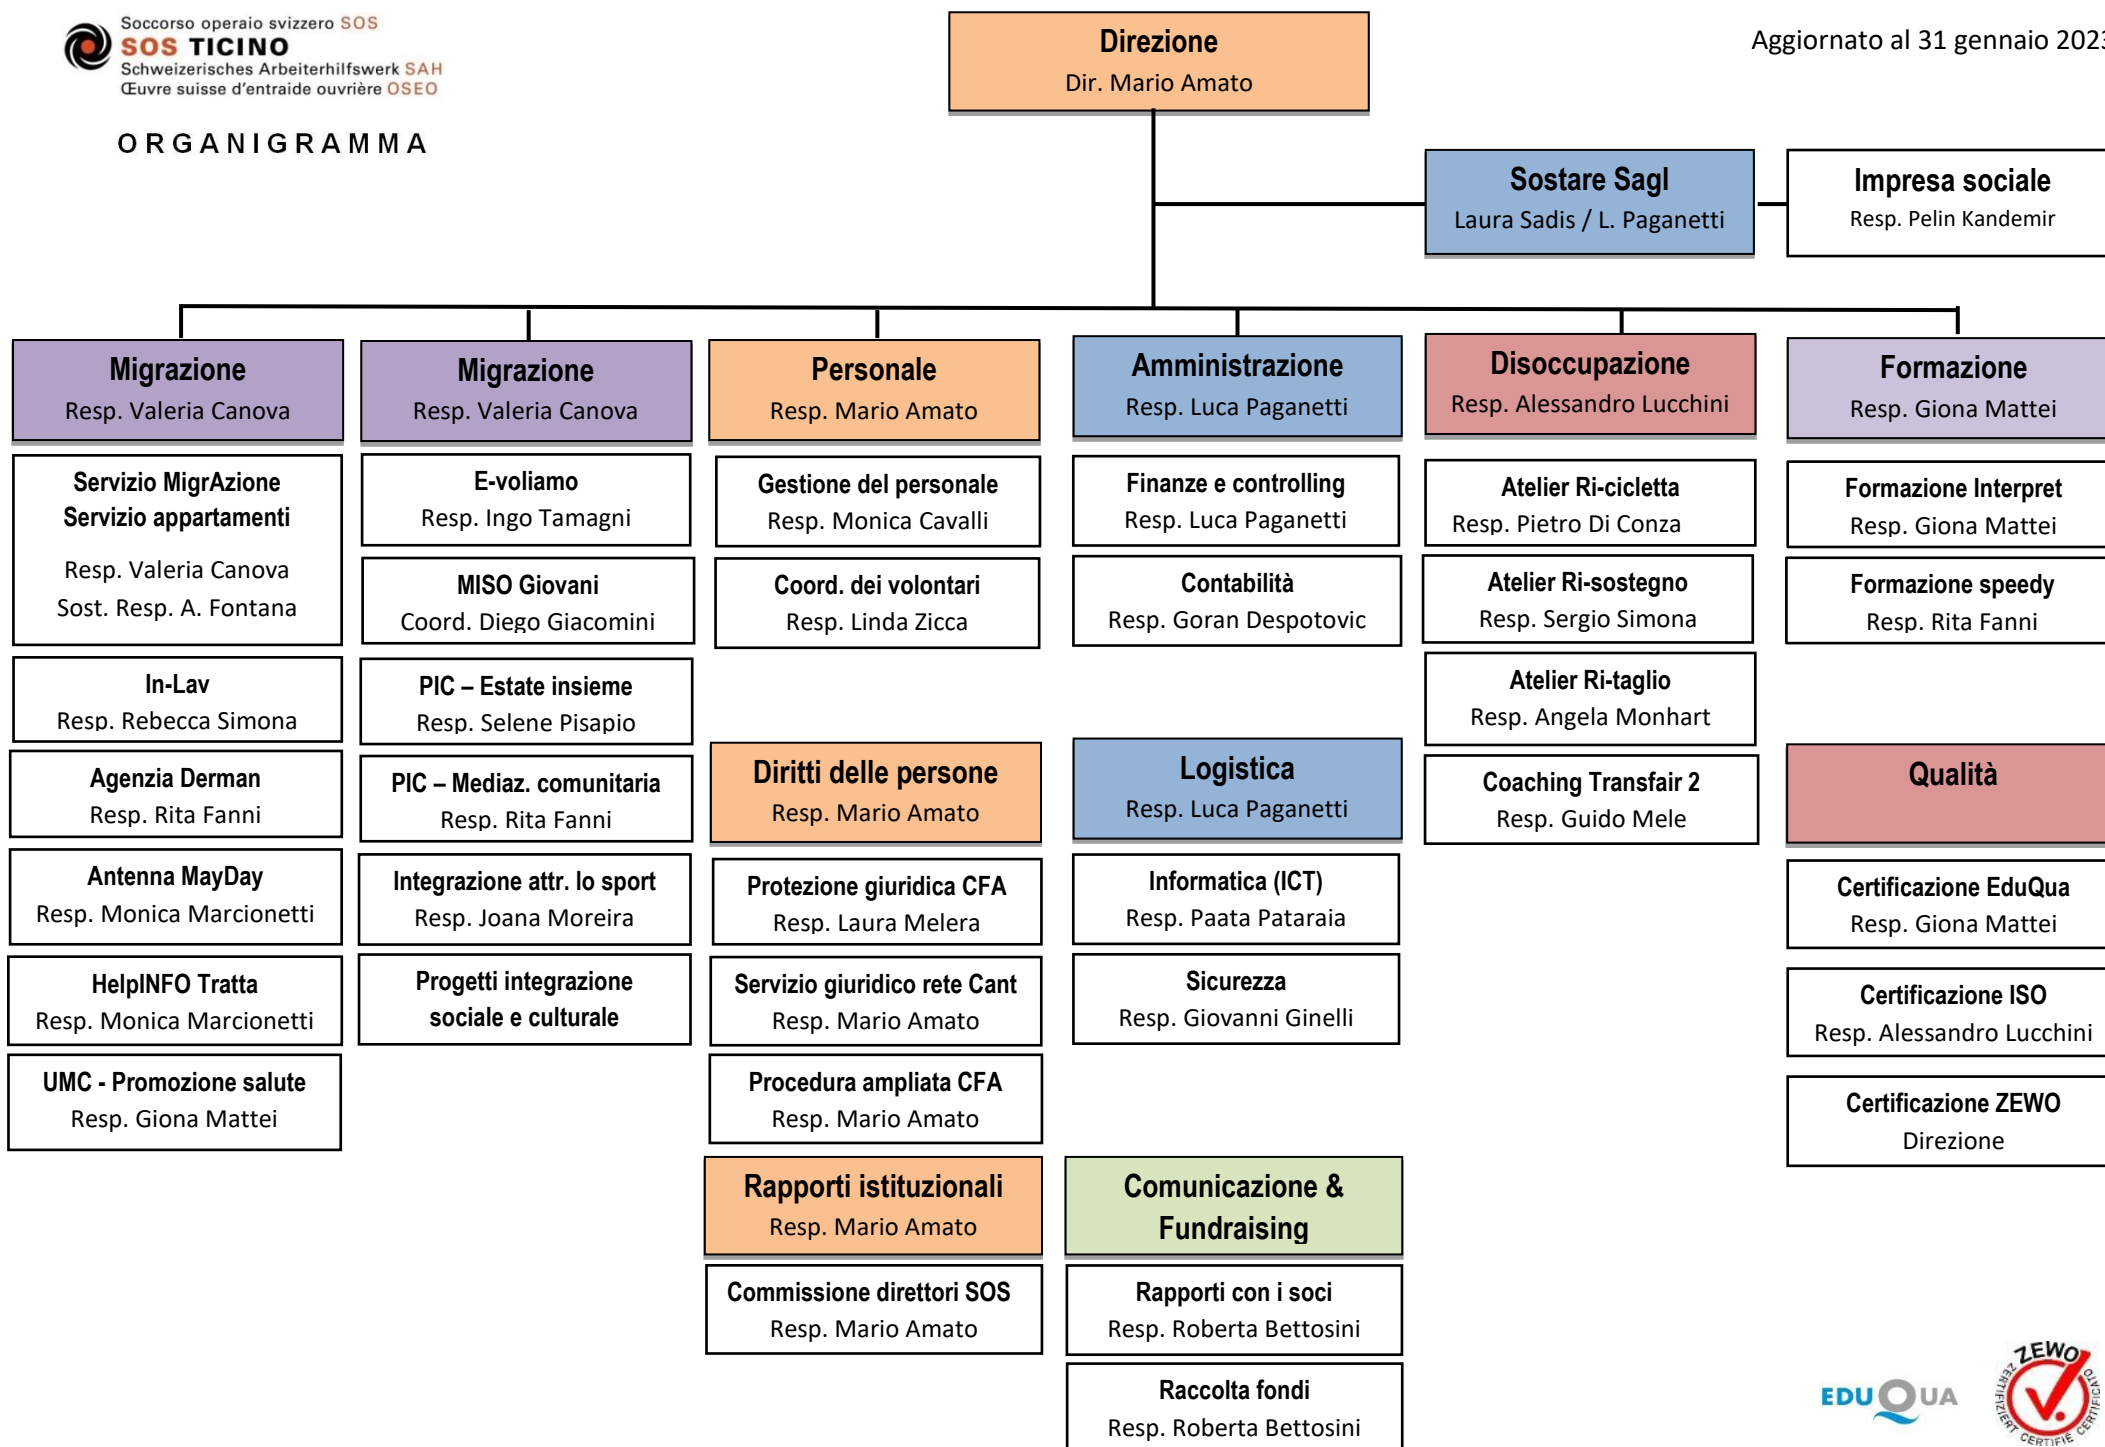 Soccorso operaio svizzero SOS
SOS TICINO
Schweizerisches Arbeiterhilfswerk SAH
Œuvre suisse d'entraide ouvrière OSEO
ORGANIGRAMMA
Direzione
Dir. Mario Amato
Aggiornato al 31 gennaio 2023
Sostare Sagl
Laura Sadis / L. Paganetti
Impresa sociale
Resp. Pelin Kandemir
Migrazione
Resp. Valeria Canova
Servizio MigrAzione
Servizio appartamenti
Resp. Valeria Canova
Sost. Resp. A. Fontana
In-Lav
Resp. Rebecca Simona
Agenzia Derman
Resp. Rita Fanni
Antenna MayDay
Resp. Monica Marcionetti
HelpINFO Tratta
Resp. Monica Marcionetti
UMC - Promozione salute
Resp. Giona Mattei
Migrazione
Resp. Valeria Canova
E-voliamo
Resp. Ingo Tamagni
MISO Giovani
Coord. Diego Giacomini
PIC – Estate insieme
Resp. Selene Pisapio
PIC – Mediaz. comunitaria
Resp. Rita Fanni
Integrazione attr. lo sport
Resp. Joana Moreira
Progetti integrazione
sociale e culturale
Personale
Resp. Mario Amato
Gestione del personale
Resp. Monica Cavalli
Coord. dei volontari
Resp. Linda Zicca
Diritti delle persone
Resp. Mario Amato
Protezione giuridica CFA
Resp. Laura Melera
Servizio giuridico rete Cant
Resp. Mario Amato
Procedura ampliata CFA
Resp. Mario Amato
Rapporti istituzionali
Resp. Mario Amato
Commissione direttori SOS
Resp. Mario Amato
Amministrazione
Resp. Luca Paganetti
Finanze e controlling
Resp. Luca Paganetti
Contabilità
Resp. Goran Despotovic
Logistica
Resp. Luca Paganetti
Informatica (ICT)
Resp. Paata Pataraia
Sicurezza
Resp. Giovanni Ginelli
Comunicazione &
Fundraising
Rapporti con i soci
Resp. Roberta Bettosini
Raccolta fondi
Resp. Roberta Bettosini
Disoccupazione
Resp. Alessandro Lucchini
Atelier Ri-cicletta
Resp. Pietro Di Conza
Atelier Ri-sostegno
Resp. Sergio Simona
Atelier Ri-taglio
Resp. Angela Monhart
Coaching Transfair 2
Resp. Guido Mele
Formazione
Resp. Giona Mattei
Formazione Interpret
Resp. Giona Mattei
Formazione speedy
Resp. Rita Fanni
Qualità
Certificazione EduQua
Resp. Giona Mattei
Certificazione ISO
Resp. Alessandro Lucchini
Certificazione ZEWO
Direzione
EDUQUA
ZEWO
ZERTIFIZIERT CERTIFIÉ CERTIFICATO